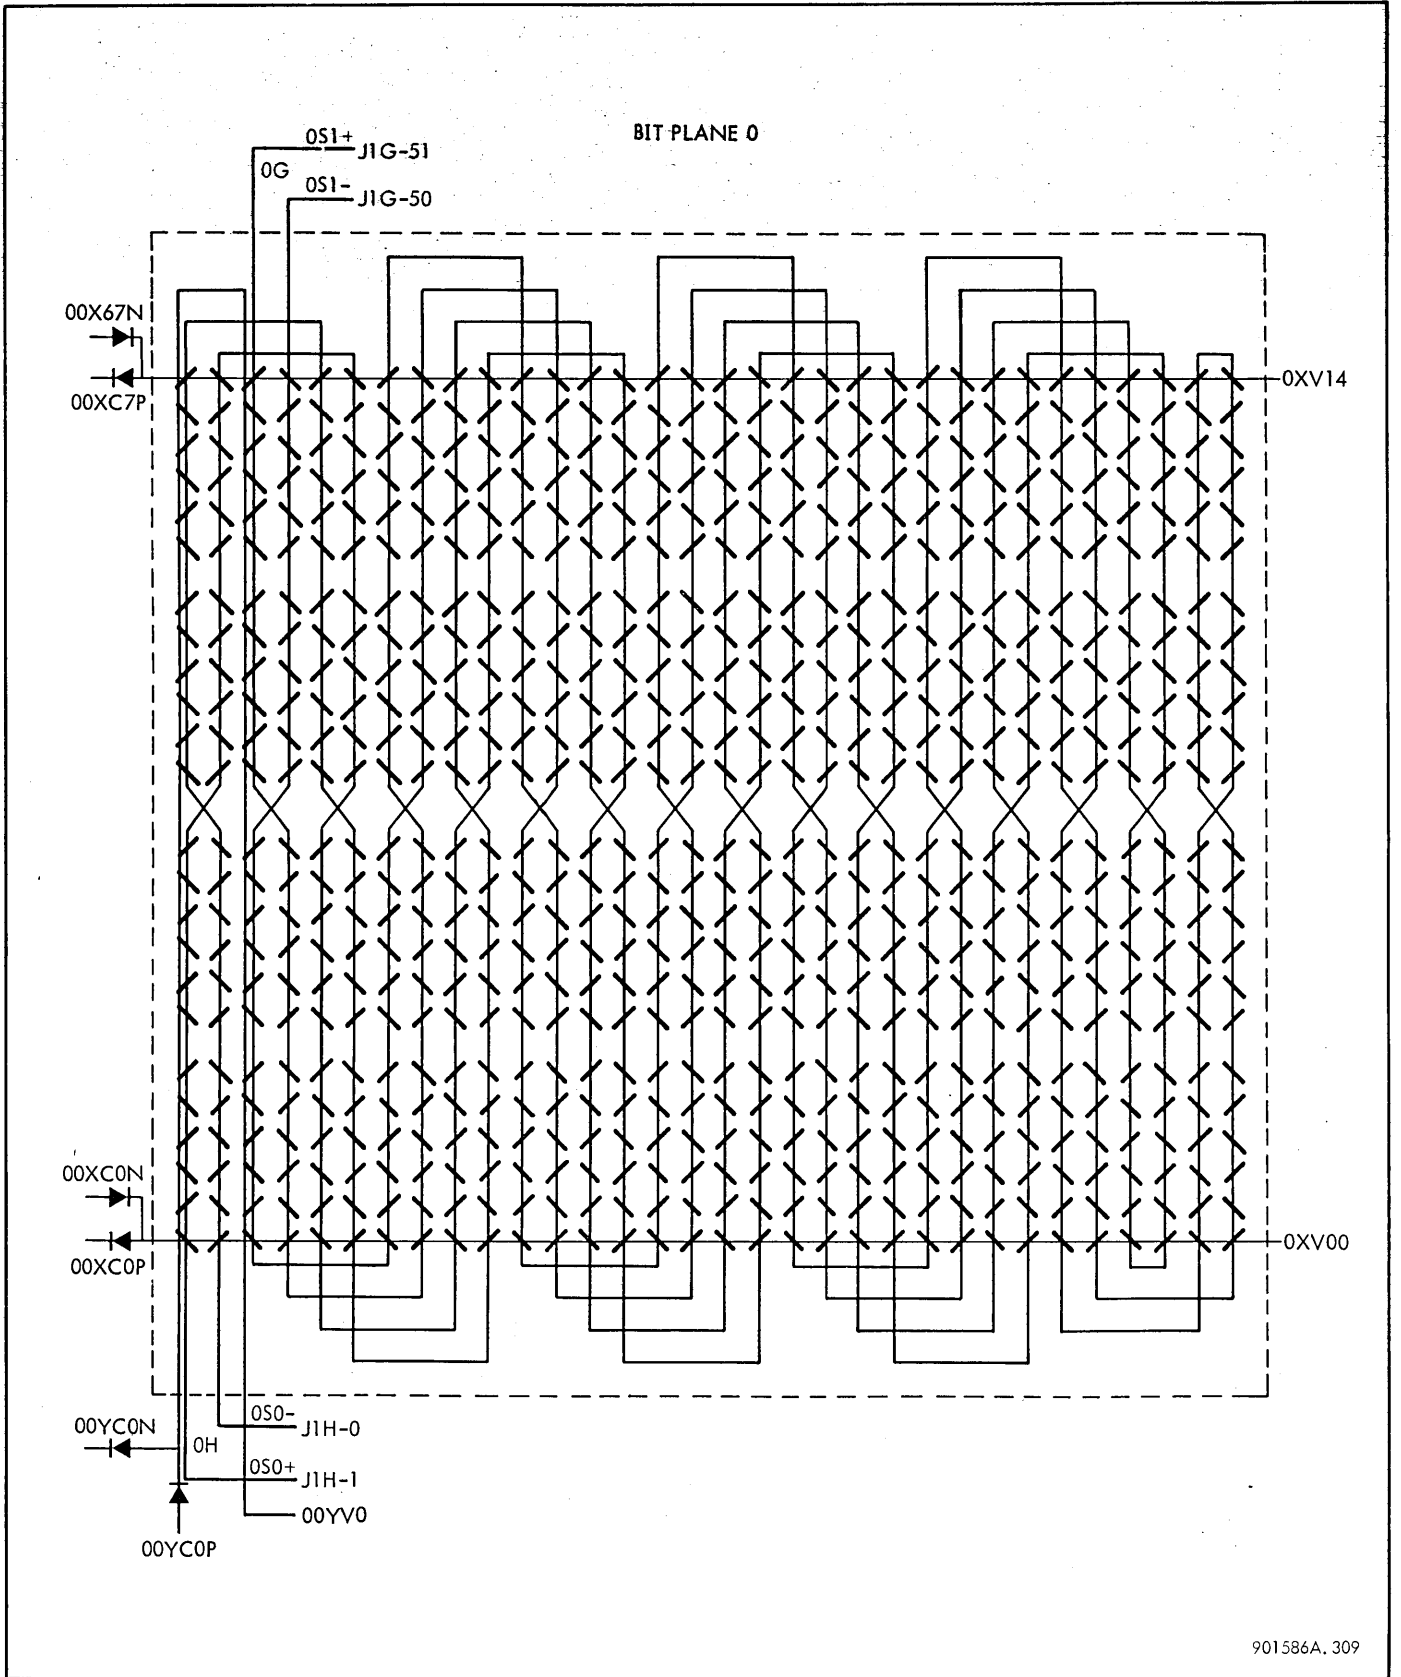 BIT PLANE 0
0S1+
J1G-51
0G
0S1-
J1G-50
00X67N
00XC7P
0XV14
00XC0N
00XC0P
0XV00
00YC0N
0S0-
J1H-0
0H
0S0+
J1H-1
00YV0
00YC0P
901586A. 309